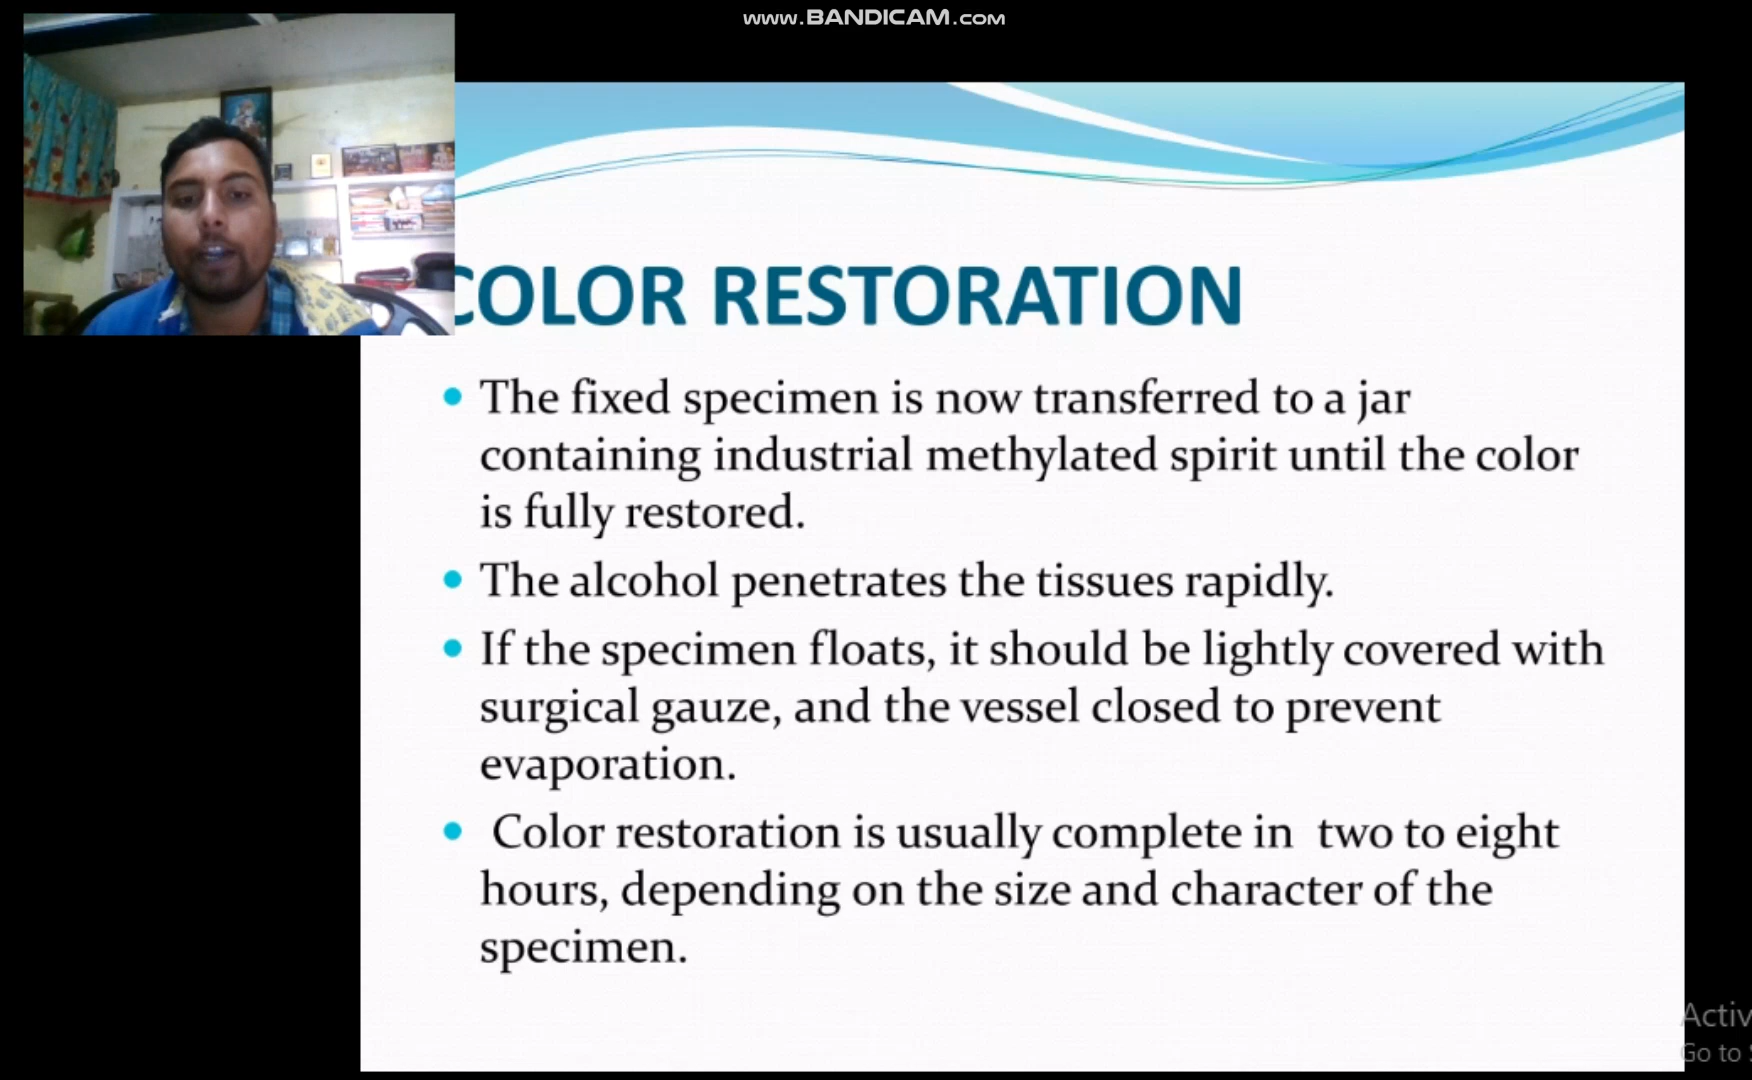 www.BANDICAM.com
COLOR RESTORATION
The fixed specimen is now transferred to a jar
containing industrial methylated spirit until the color
is fully restored.
The alcohol penetrates the tissues rapidly.
If the specimen floats, it should be lightly covered with
surgical gauze, and the vessel closed to prevent
evaporation.
Color restoration is usually complete in two to eight
hours, depending on the size and character of the
specimen.
Activ
Go to